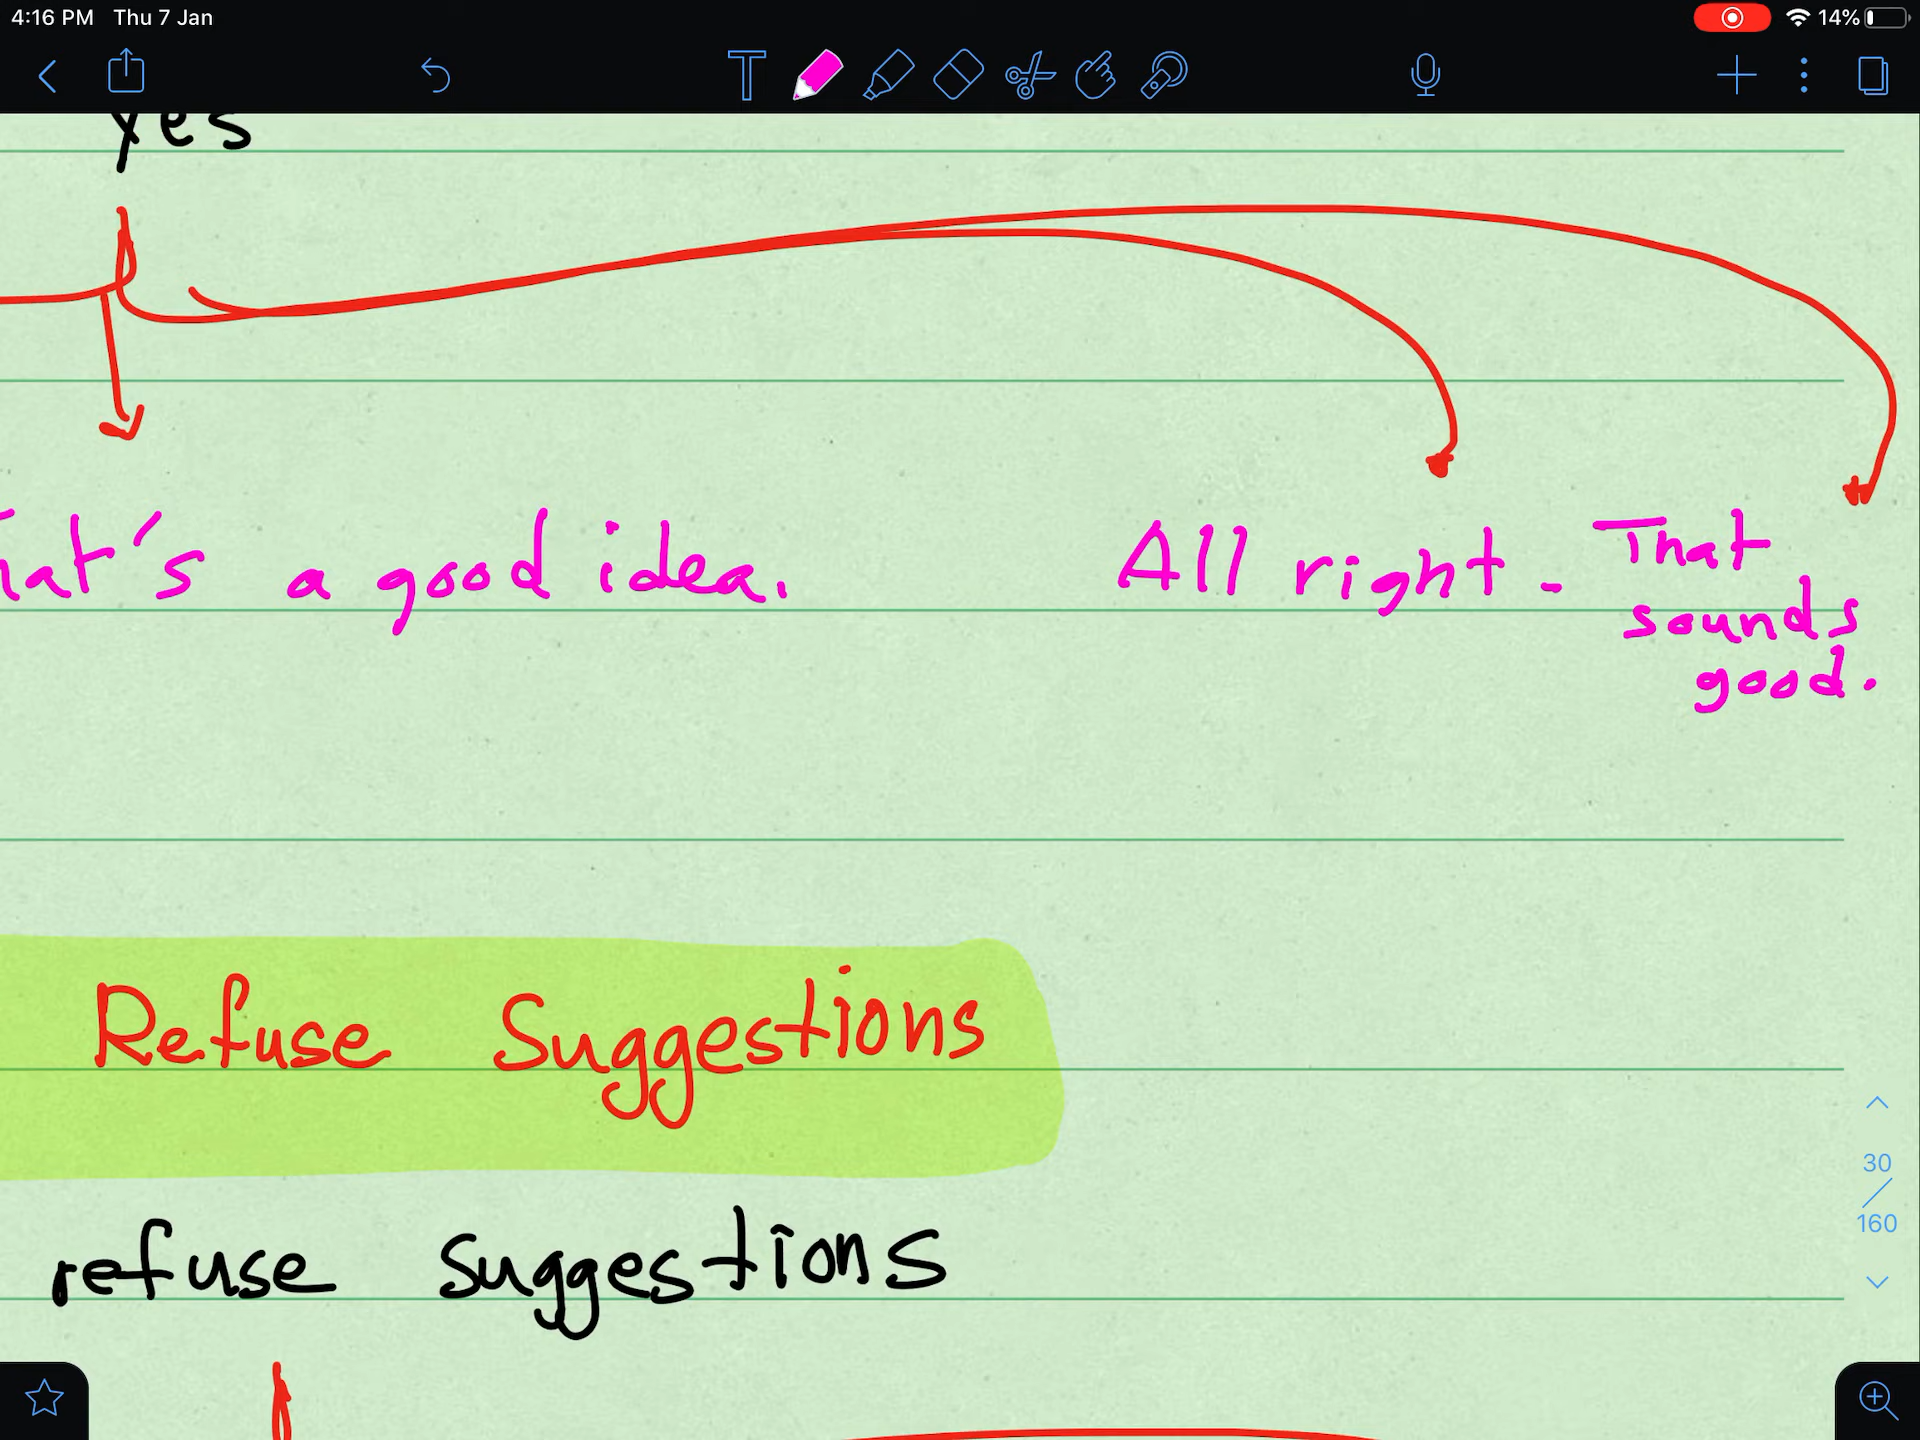 4:16 PM Thu 7 Jan
14%
Yes
hat's a good idea. All right - That
sounds
good.
Refuse Suggestions
30
160
refuse suggestions